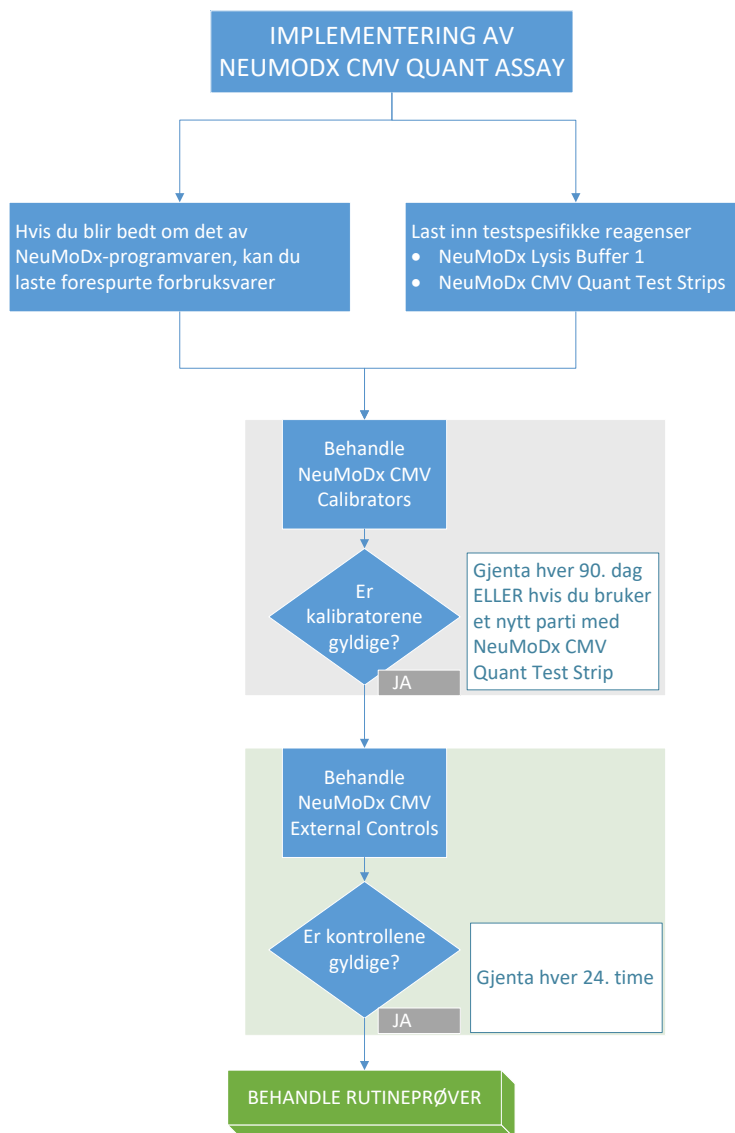 IMPLEMENTERING AV
NEUMODX CMV QUANT ASSAY
Hvis du blir bedt om det av
NeuMoDx-programvaren, kan du
laste forespurte forbruksvarer
Last inn testspesifikke reagenser
• NeuMoDx Lysis Buffer 1
• NeuMoDx CMV Quant Test Strips
Behandle
NeuMoDx CMV
Calibrators
Er
kalibratorene
gyldige?
Gjenta hver 90. dag
ELLER hvis du bruker
et nytt parti med
NeuMoDx CMV
Quant Test Strip
JA
Behandle
NeuMoDx CMV
External Controls
Er kontrollene
gyldige?
Gjenta hver 24. time
JA
BEHANDLE RUTINEPRØVER